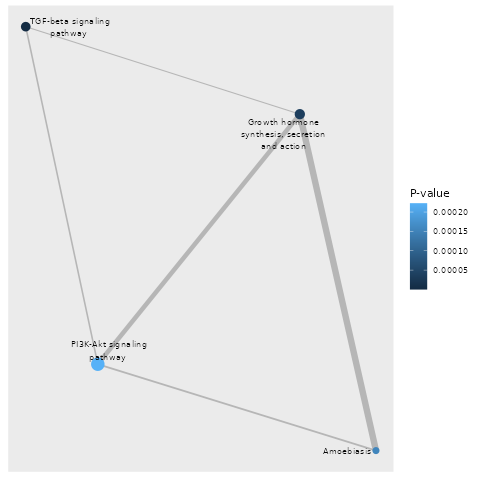 TGF-beta signaling
pathway
Growth hormone
synthesis, secretion
and action
P-value
0.00020
0.00015
0.00010
0.00005
PI3K-Akt signaling
pathway
Amoebiasis